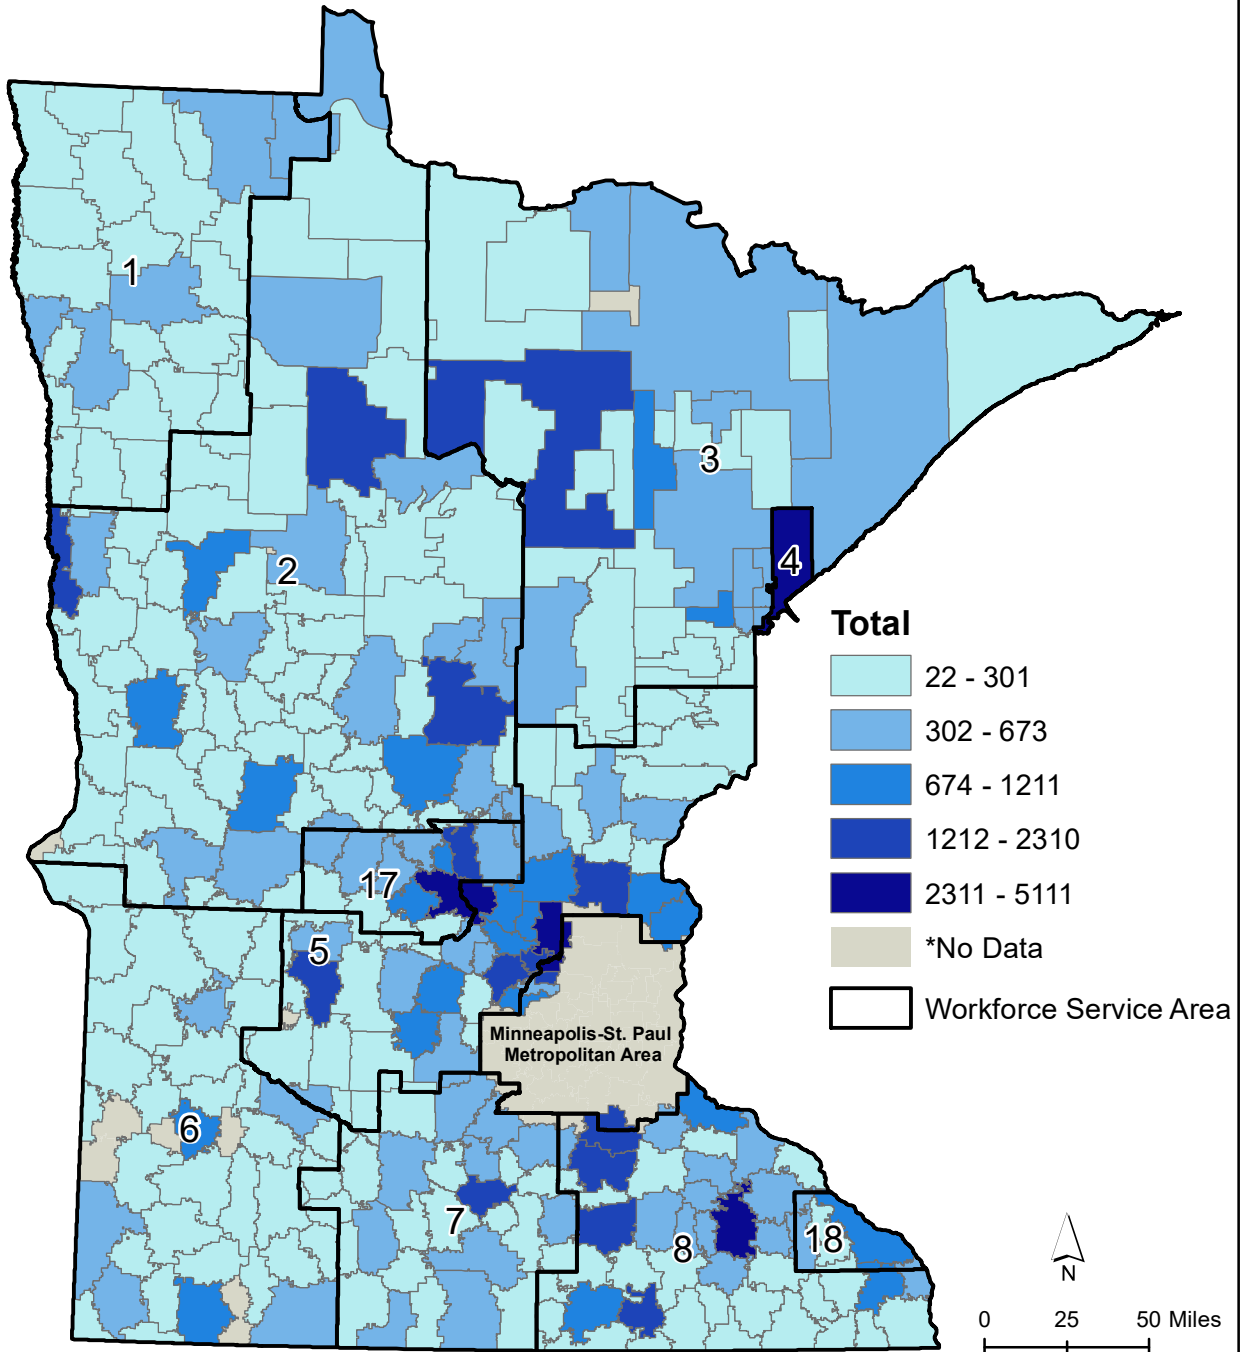 1
2
3
4
Total
22 - 301
302 - 673
674 - 1211
1212 - 2310
2311 - 5111
*No Data
Workforce Service Area
17
5
Minneapolis-St. Paul
Metropolitan Area
6
7
8
18
N
0 25 50 Miles